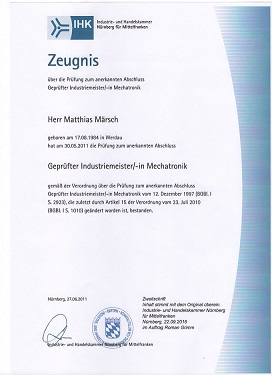 IHK
Industrie- und Handelskammer
Nürnberg für Mittelfranken
Zeugnis
über die Prüfung zum anerkannten Abschluss
Geprüfter Industriemeister/-in Mechatronik
Herr Matthias Märsch
geboren am 17.08.1984 in Werdau
hat am 30.05.2011 die Prüfung zum anerkannten Abschluss
Geprüfter Industriemeister/-in Mechatronik
gemäß der Verordnung über die Prüfung zum anerkannten Abschluss
Geprüfter Industriemeister/-in Mechatronik vom 12. Dezember 1997 (BGBl. I
S. 2923), die zuletzt durch Artikel 15 der Verordnung vom 23. Juli 2010
(BGBl. I S. 1010) geändert worden ist, bestanden.
Nürnberg, 27.06.2011
Zweitschrift
Inhalt stimmt mit dem Original überein.
Industrie- und Handelskammer Nürnberg
für Mittelfranken
Nürnberg, 22.09.2016
im Auftrag Roman Grimm
Industrie- und Handelskammer Nürnberg für Mittelfranken